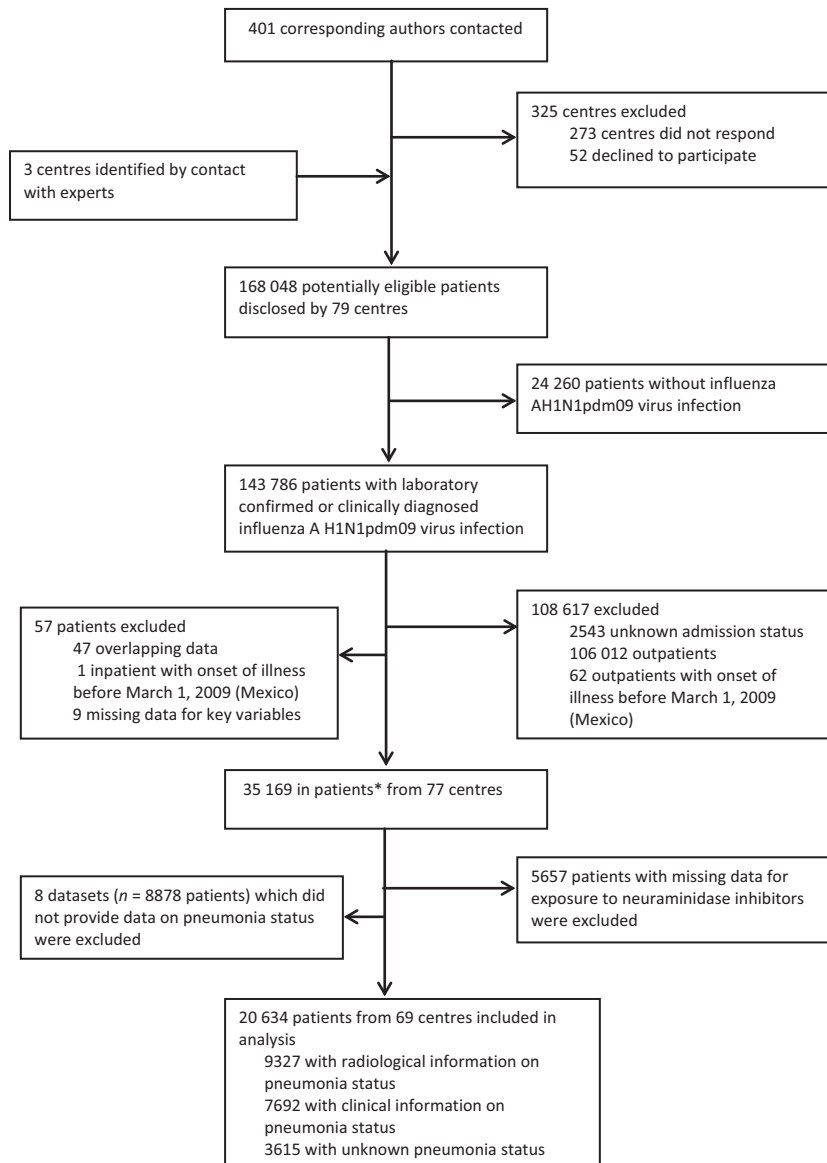 401 corresponding authors contacted
325 centres excluded
273 centres did not respond
52 declined to participate
3 centres identified by contact
with experts
168 048 potentially eligible patients
disclosed by 79 centres
24 260 patients without influenza
AH1N1pdm09 virus infection
143 786 patients with laboratory
confirmed or clinically diagnosed
influenza A H1N1pdm09 virus infection
57 patients excluded
47 overlapping data
1 inpatient with onset of illness
before March 1, 2009 (Mexico)
9 missing data for key variables
108 617 excluded
2543 unknown admission status
106 012 outpatients
62 outpatients with onset of
illness before March 1, 2009
(Mexico)
35 169 in patients* from 77 centres
8 datasets (n = 8878 patients) which did
not provide data on pneumonia status
were excluded
5657 patients with missing data for
exposure to neuraminidase inhibitors
were excluded
20 634 patients from 69 centres included in
analysis
9327 with radiological information on
pneumonia status
7692 with clinical information on
pneumonia status
3615 with unknown pneumonia status